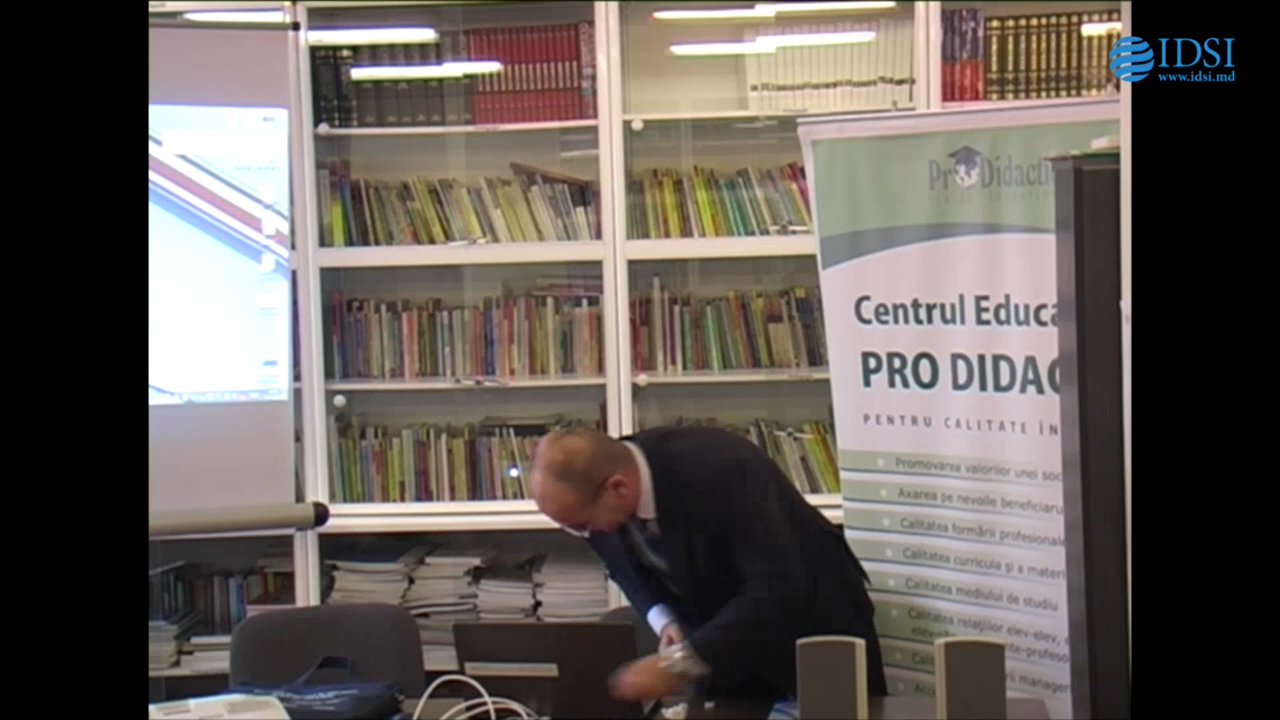 IDSI
www.idsi.md
Centrul Educa
PRO DIDAC
PENTRU CALITATE ÎN
Promovarea valorilor unei soc
Axarea pe nevoile beneficiaru
Calitatea formării profesionale
Calitatea curricula și a materi
Calitatea mediului de studiu
Calitatea relațiilor elev-elev,